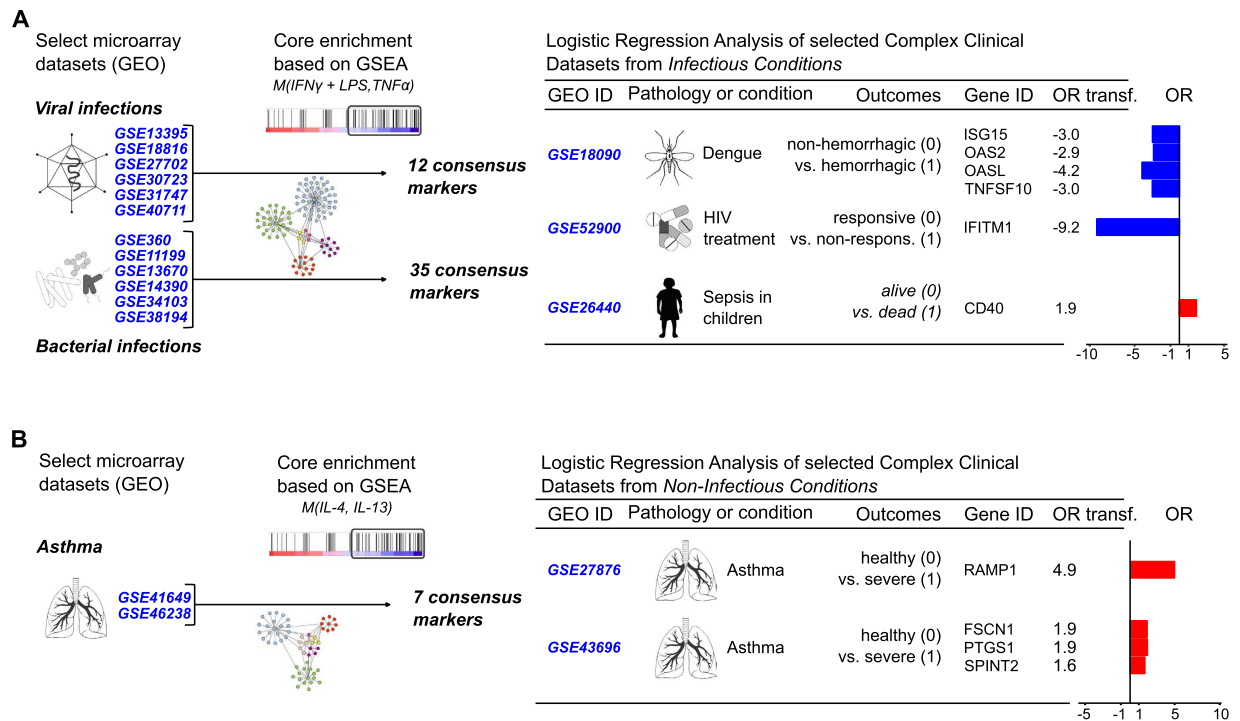 A
Select microarray
datasets (GEO)
Core enrichment
based on GSEA
M(IFNγ + LPS,TNFα)
Viral infections
GSE13395
GSE18816
GSE27702
GSE30723
GSE31747
GSE40711
12 consensus
markers
GSE360
GSE11199
GSE13670
GSE14390
GSE34103
GSE38194
35 consensus
markers
Bacterial infections
Logistic Regression Analysis of selected Complex Clinical
Datasets from Infectious Conditions
GEO ID Pathology or condition Outcomes Gene ID OR transf. OR
GSE18090 Dengue non-hemorrhagic (0)
vs. hemorrhagic (1)
ISG15 -3.0
OAS2 -2.9
OASL -4.2
TNFSF10 -3.0
GSE52900 HIV
treatment
responsive (0)
vs. non-respons. (1)
IFITM1 -9.2
GSE26440 Sepsis in
children
alive (0)
vs. dead (1)
CD40 1.9
-10 -5 -1 1 5
B
Select microarray
datasets (GEO)
Core enrichment
based on GSEA
M(IL-4, IL-13)
Asthma
GSE41649
GSE46238
7 consensus
markers
Logistic Regression Analysis of selected Complex Clinical
Datasets from Non-Infectious Conditions
GEO ID Pathology or condition Outcomes Gene ID OR transf. OR
GSE27876 Asthma healthy (0)
vs. severe (1)
RAMP1 4.9
GSE43696 Asthma healthy (0)
vs. severe (1)
FSCN1 1.9
PTGS1 1.9
SPINT2 1.6
-5 -1 1 5 10